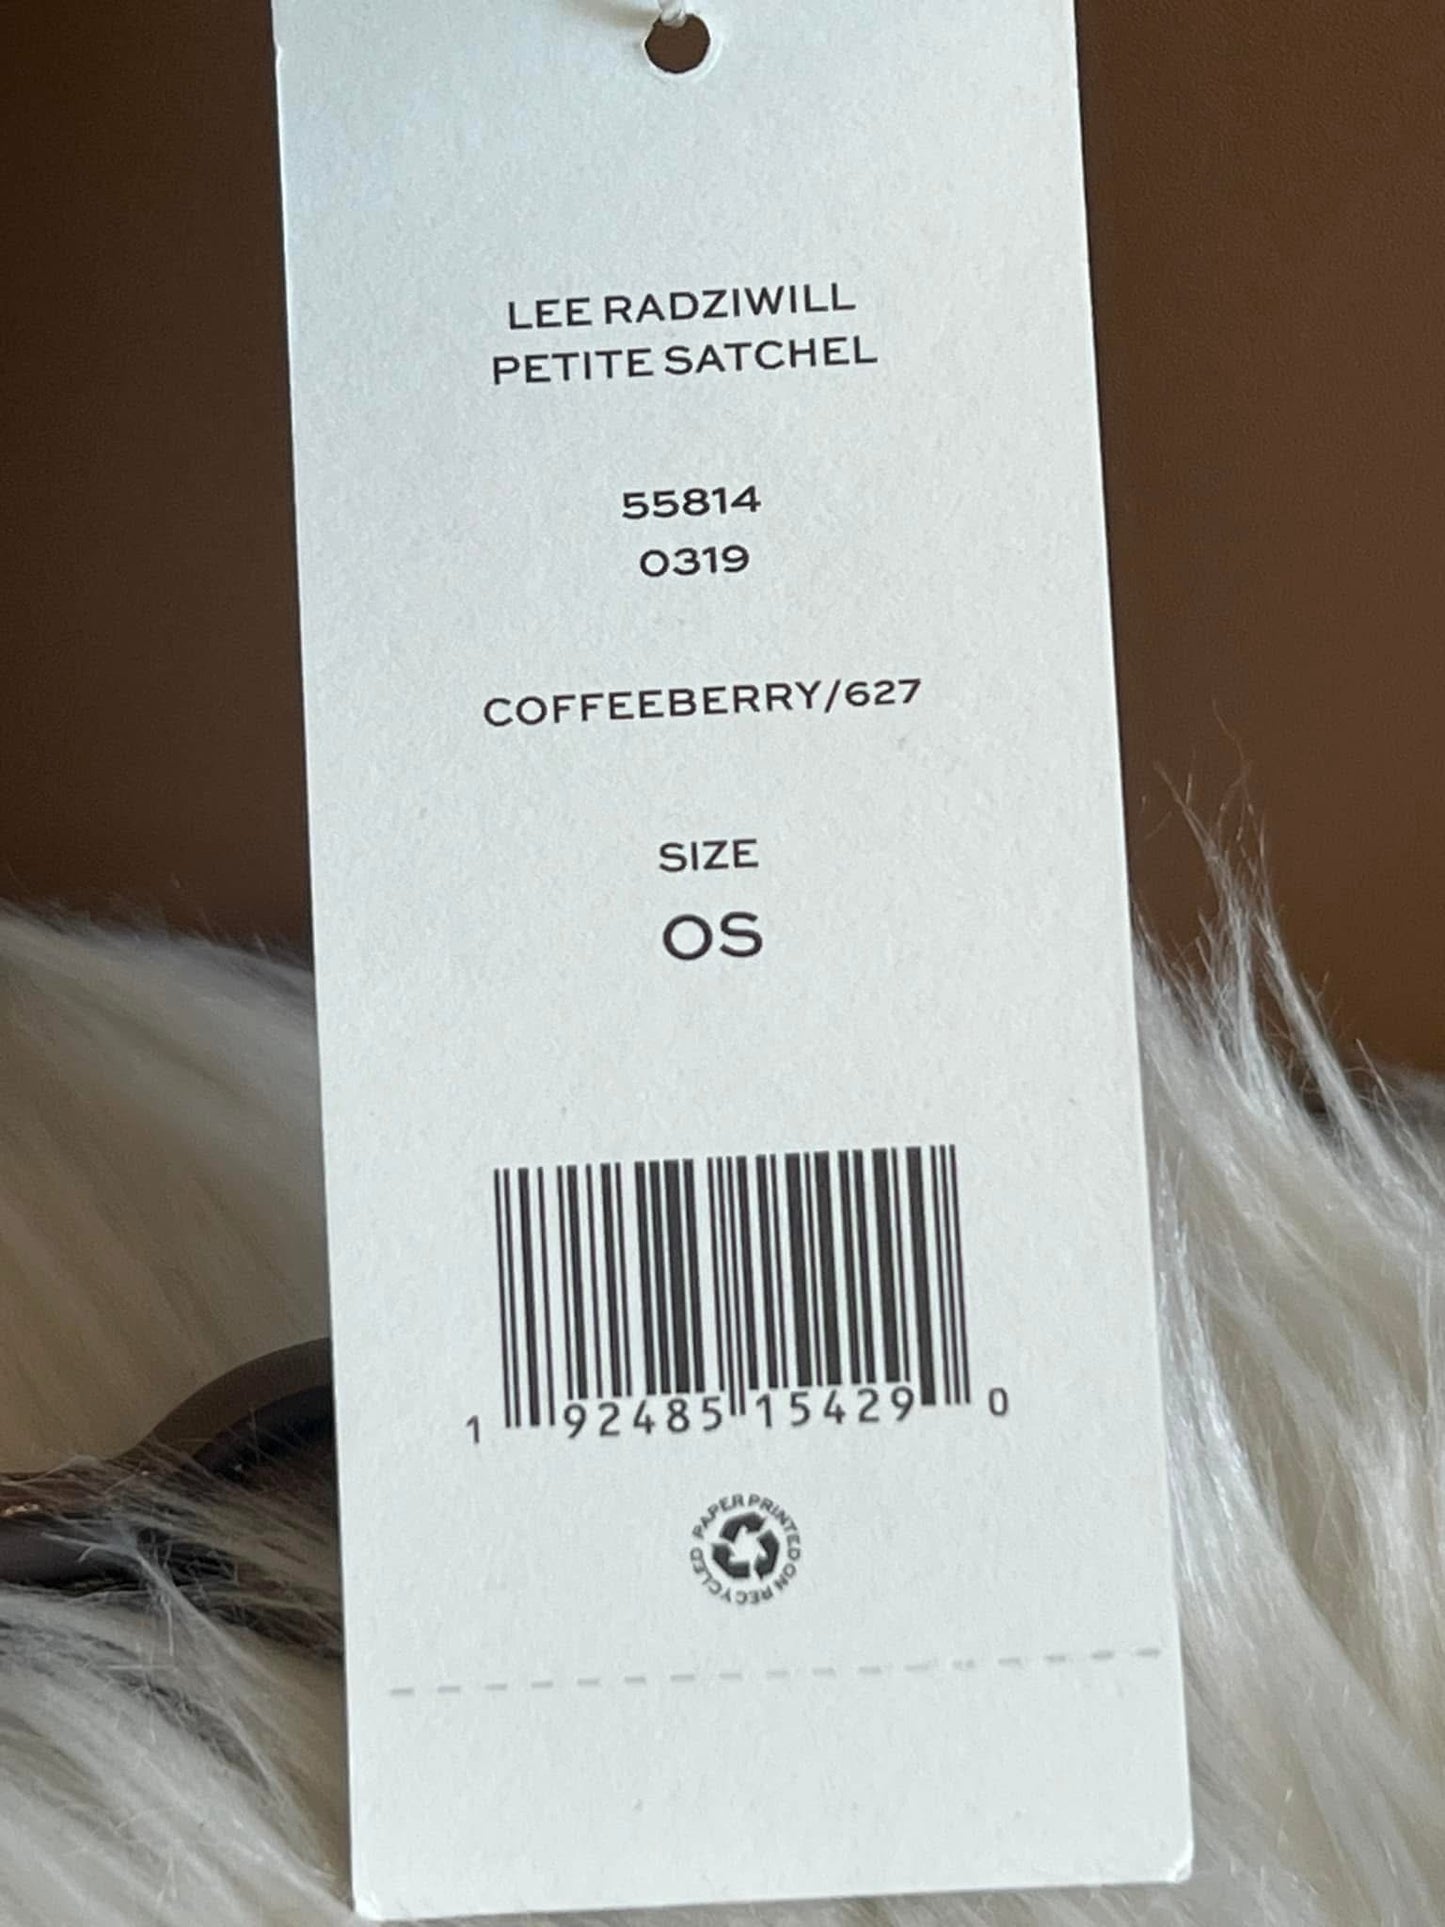 LEE RADZIWILL
PETITE SATCHEL
55814
0319
COFFEEBERRY/627
SIZE
OS
1 92485 15429 0
PAPER PRINTED ON RECYCLED